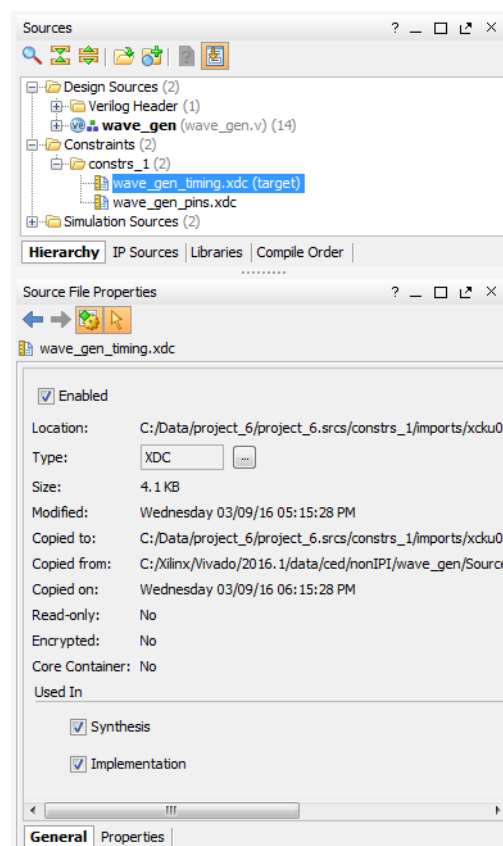 Sources
Design Sources (2)
Verilog Header (1)
wave_gen (wave_gen.v) (14)
Constraints (2)
constrs_1 (2)
wave_gen_timing.xdc (target)
wave_gen_pins.xdc
Simulation Sources (2)
Hierarchy IP Sources Libraries Compile Order
Source File Properties
wave_gen_timing.xdc
Enabled
Location: C:/Data/project_6/project_6.srcs/constrs_1/imports/xcku0
Type: XDC ...
Size: 4.1 KB
Modified: Wednesday 03/09/16 05:15:28 PM
Copied to: C:/Data/project_6/project_6.srcs/constrs_1/imports/xcku0
Copied from: C:/Xilinx/Vivado/2016.1/data/ced/nonIPI/wave_gen/Source
Copied on: Wednesday 03/09/16 06:15:28 PM
Read-only: No
Encrypted: No
Core Container: No
Used In
Synthesis
Implementation
General Properties